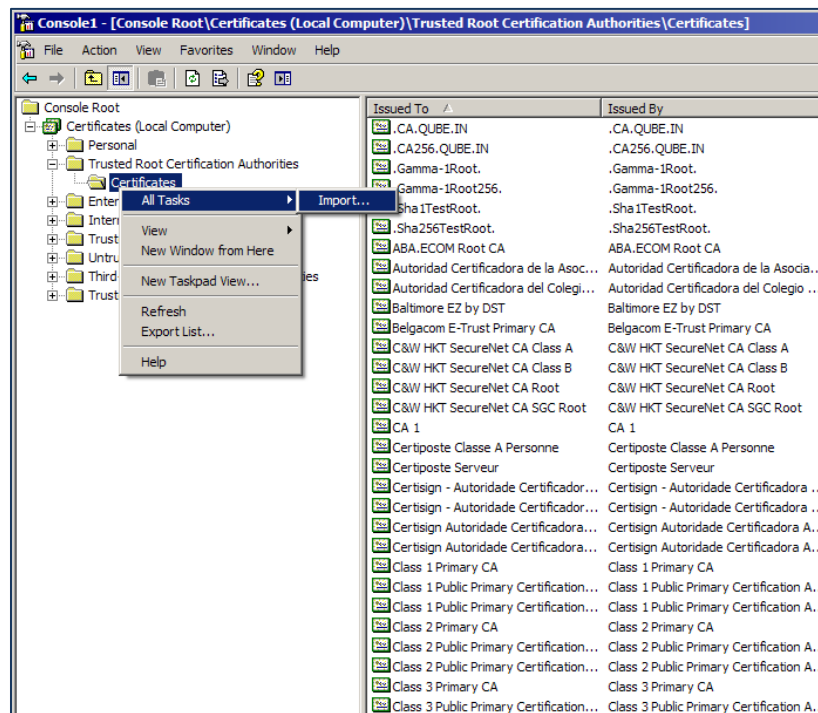 Console1 - [Console Root\Certificates (Local Computer)\Trusted Root Certification Authorities\Certificates]
File Action View Favorites Window Help
Console Root
Certificates (Local Computer)
Personal
Trusted Root Certification Authorities
Certificates
Enter
Inter
Trust
Untru
Third ies
Trust
All Tasks
View
New Window from Here
New Taskpad View...
Refresh
Export List...
Help
Import...
Issued To Issued By
.CA.QUBE.IN .CA.QUBE.IN
.CA256.QUBE.IN .CA256.QUBE.IN
.Gamma-1Root. .Gamma-1Root.
.Gamma-1Root256. .Gamma-1Root256.
.Sha1TestRoot. .Sha1TestRoot.
.Sha256TestRoot. .Sha256TestRoot.
ABA.ECOM Root CA ABA.ECOM Root CA
Autoridad Certificadora de la Asoc... Autoridad Certificadora de la Asocia...
Autoridad Certificadora del Colegi... Autoridad Certificadora del Colegio ..
Baltimore EZ by DST Baltimore EZ by DST
Belgacom E-Trust Primary CA Belgacom E-Trust Primary CA
C&W HKT SecureNet CA Class A C&W HKT SecureNet CA Class A
C&W HKT SecureNet CA Class B C&W HKT SecureNet CA Class B
C&W HKT SecureNet CA Root C&W HKT SecureNet CA Root
C&W HKT SecureNet CA SGC Root C&W HKT SecureNet CA SGC Root
CA 1 CA 1
Certiposte Classe A Personne Certiposte Classe A Personne
Certiposte Serveur Certiposte Serveur
Certisign - Autoridade Certificador... Certisign - Autoridade Certificadora ..
Certisign - Autoridade Certificador... Certisign - Autoridade Certificadora ..
Certisign Autoridade Certificadora... Certisign Autoridade Certificadora A..
Certisign Autoridade Certificadora... Certisign Autoridade Certificadora A..
Class 1 Primary CA Class 1 Primary CA
Class 1 Public Primary Certification... Class 1 Public Primary Certification A.
Class 1 Public Primary Certification... Class 1 Public Primary Certification A.
Class 2 Primary CA Class 2 Primary CA
Class 2 Public Primary Certification... Class 2 Public Primary Certification A.
Class 2 Public Primary Certification... Class 2 Public Primary Certification A.
Class 3 Primary CA Class 3 Primary CA
Class 3 Public Primary Certification... Class 3 Public Primary Certification A.